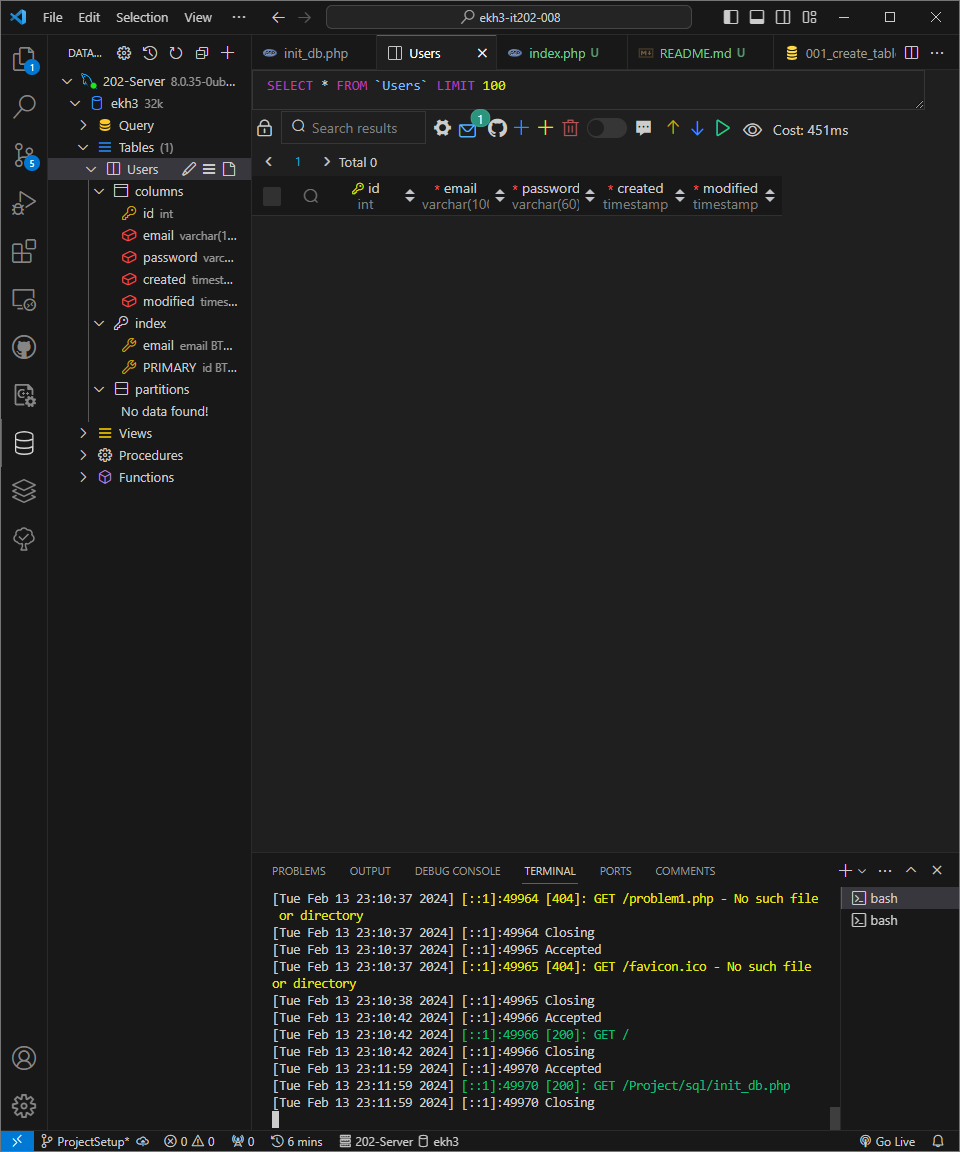 File Edit Selection View ··· ekh3-it202-008
DATA...
init_db.php Users index.php U README.md U 001_create_tabl
202-Server 8.0.35-0ub...
ekh3 32k
Query
Tables (1)
Users
columns
id int
email varchar(1...
password varc...
created timest...
modified times...
index
email email BT...
PRIMARY id BT...
partitions
No data found!
Views
Procedures
Functions
1
5
SELECT * FROM `Users` LIMIT 100
Search results 1 Cost: 451ms
1 Total 0
id * email * password * created * modified
int varchar(100 varchar(60) timestamp timestamp
PROBLEMS OUTPUT DEBUG CONSOLE TERMINAL PORTS COMMENTS
bash
bash
[Tue Feb 13 23:10:37 2024] [::1]:49964 [404]: GET /problem1.php - No such file
or directory
[Tue Feb 13 23:10:37 2024] [::1]:49964 Closing
[Tue Feb 13 23:10:37 2024] [::1]:49965 Accepted
[Tue Feb 13 23:10:37 2024] [::1]:49965 [404]: GET /favicon.ico - No such file
or directory
[Tue Feb 13 23:10:38 2024] [::1]:49965 Closing
[Tue Feb 13 23:10:42 2024] [::1]:49966 Accepted
[Tue Feb 13 23:10:42 2024] [::1]:49966 [200]: GET /
[Tue Feb 13 23:10:42 2024] [::1]:49966 Closing
[Tue Feb 13 23:11:59 2024] [::1]:49970 Accepted
[Tue Feb 13 23:11:59 2024] [::1]:49970 [200]: GET /Project/sql/init_db.php
[Tue Feb 13 23:11:59 2024] [::1]:49970 Closing
ProjectSetup* 0 0 0 6 mins 202-Server ekh3 Go Live